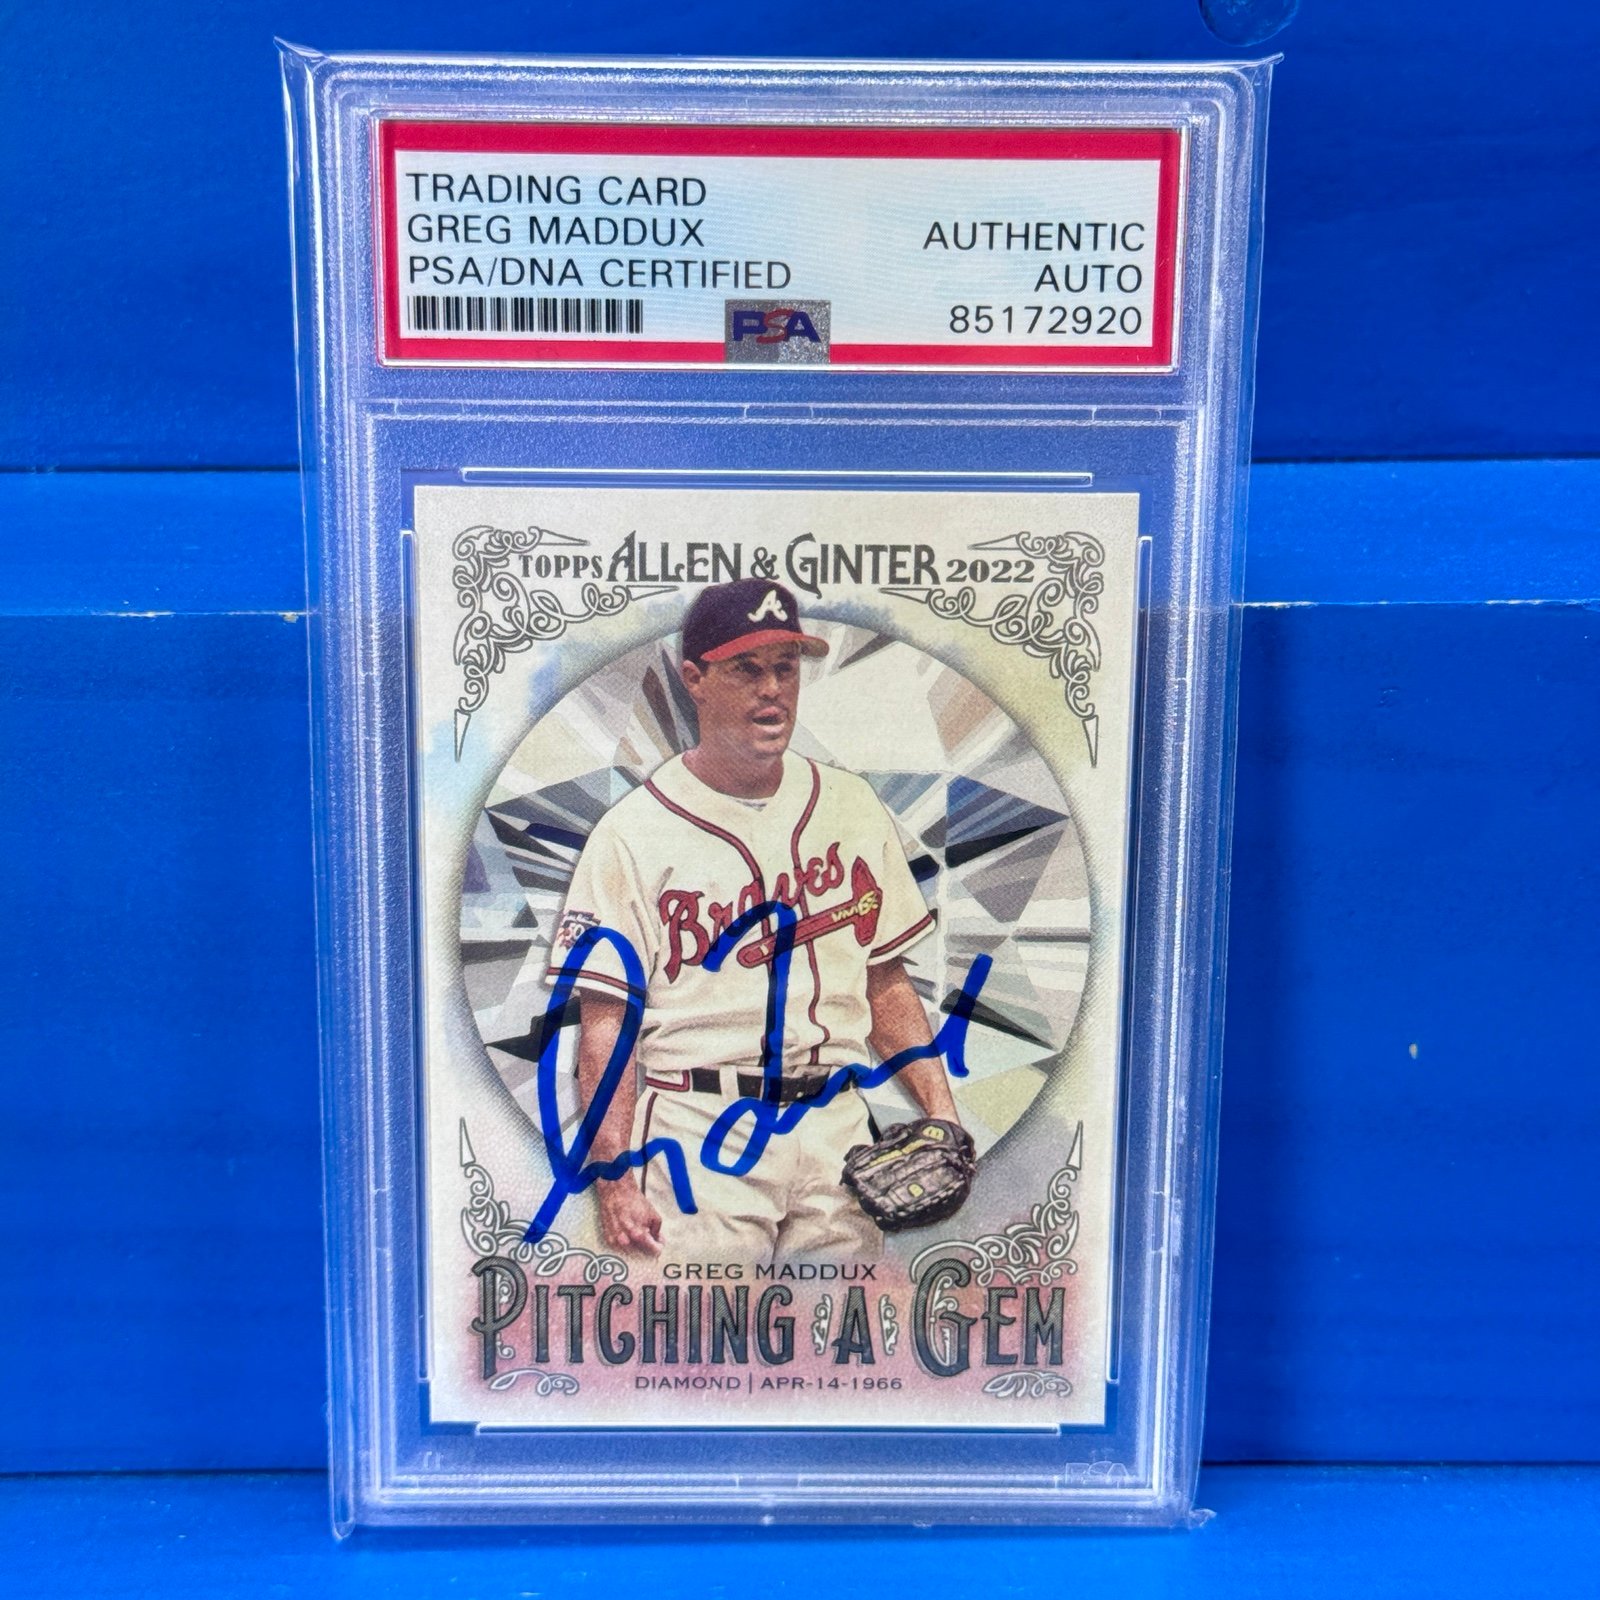 TRADING CARD
GREG MADDUX
PSA/DNA CERTIFIED
AUTHENTIC
AUTO
85172920
PSA
TOPPS ALLEN & GINTER 2022
A
Braves
GREG MADDUX
PITCHING A GEM
DIAMOND | APR-14-1966
PSA